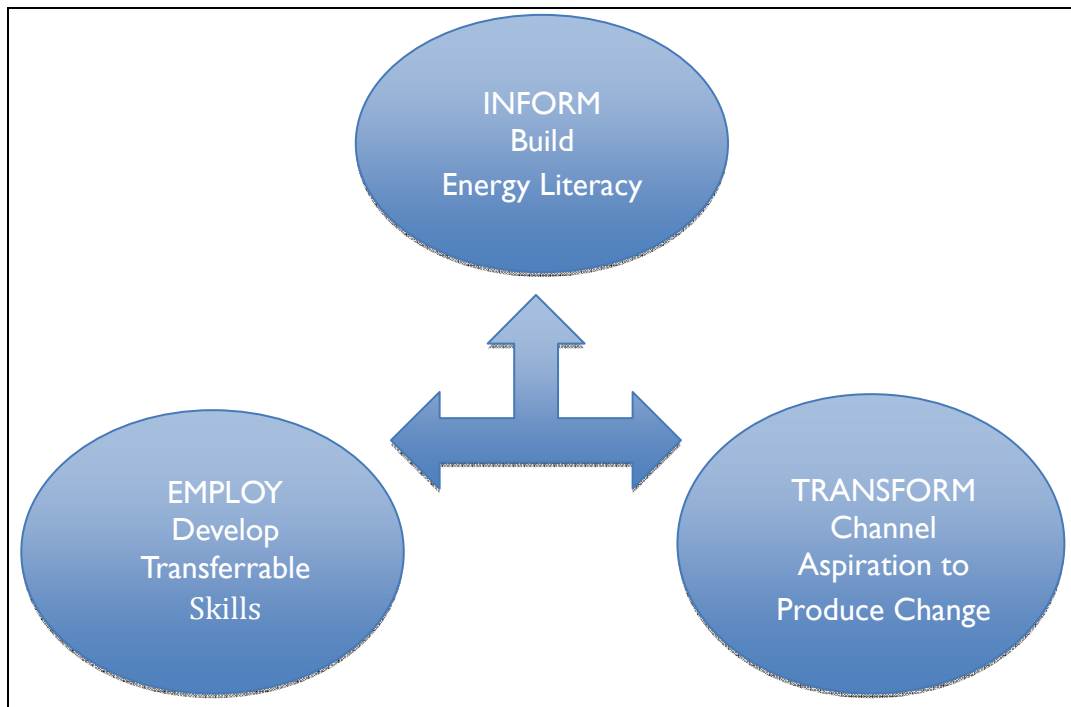 INFORM
Build
Energy Literacy
EMPLOY
Develop
Transferrable
Skills
TRANSFORM
Channel
Aspiration to
Produce Change